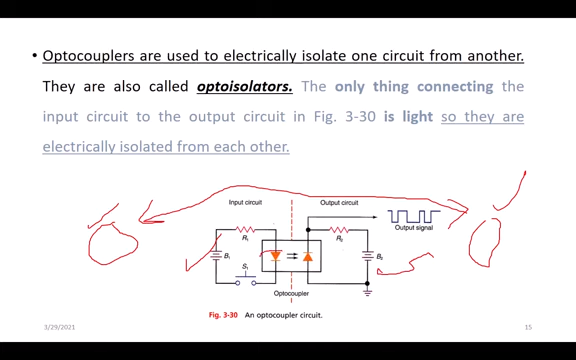 • Optocouplers are used to electrically isolate one circuit from another.
They are also called optoisolators. The only thing connecting the
input circuit to the output circuit in Fig. 3-30 is light so they are
electrically isolated from each other.
Input circuit
Output circuit
Output signal
R1
R2
B1
B2
S1
Optocoupler
Fig. 3-30 An optocoupler circuit.
3/29/2021
15